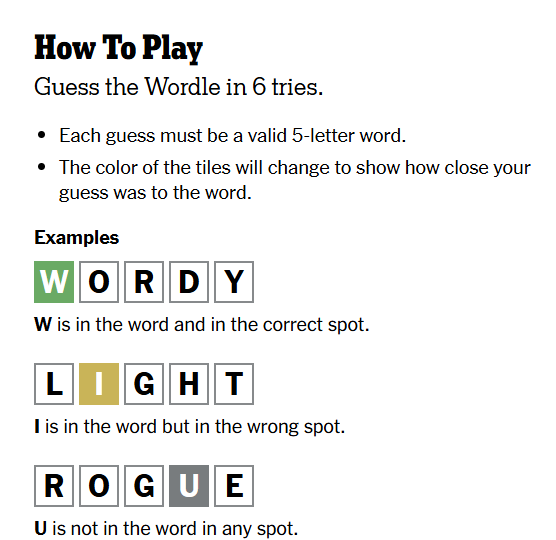 How To Play
Guess the Wordle in 6 tries.
• Each guess must be a valid 5-letter word.
• The color of the tiles will change to show how close your
guess was to the word.
Examples
W O R D Y
W is in the word and in the correct spot.
L I G H T
I is in the word but in the wrong spot.
R O G U E
U is not in the word in any spot.